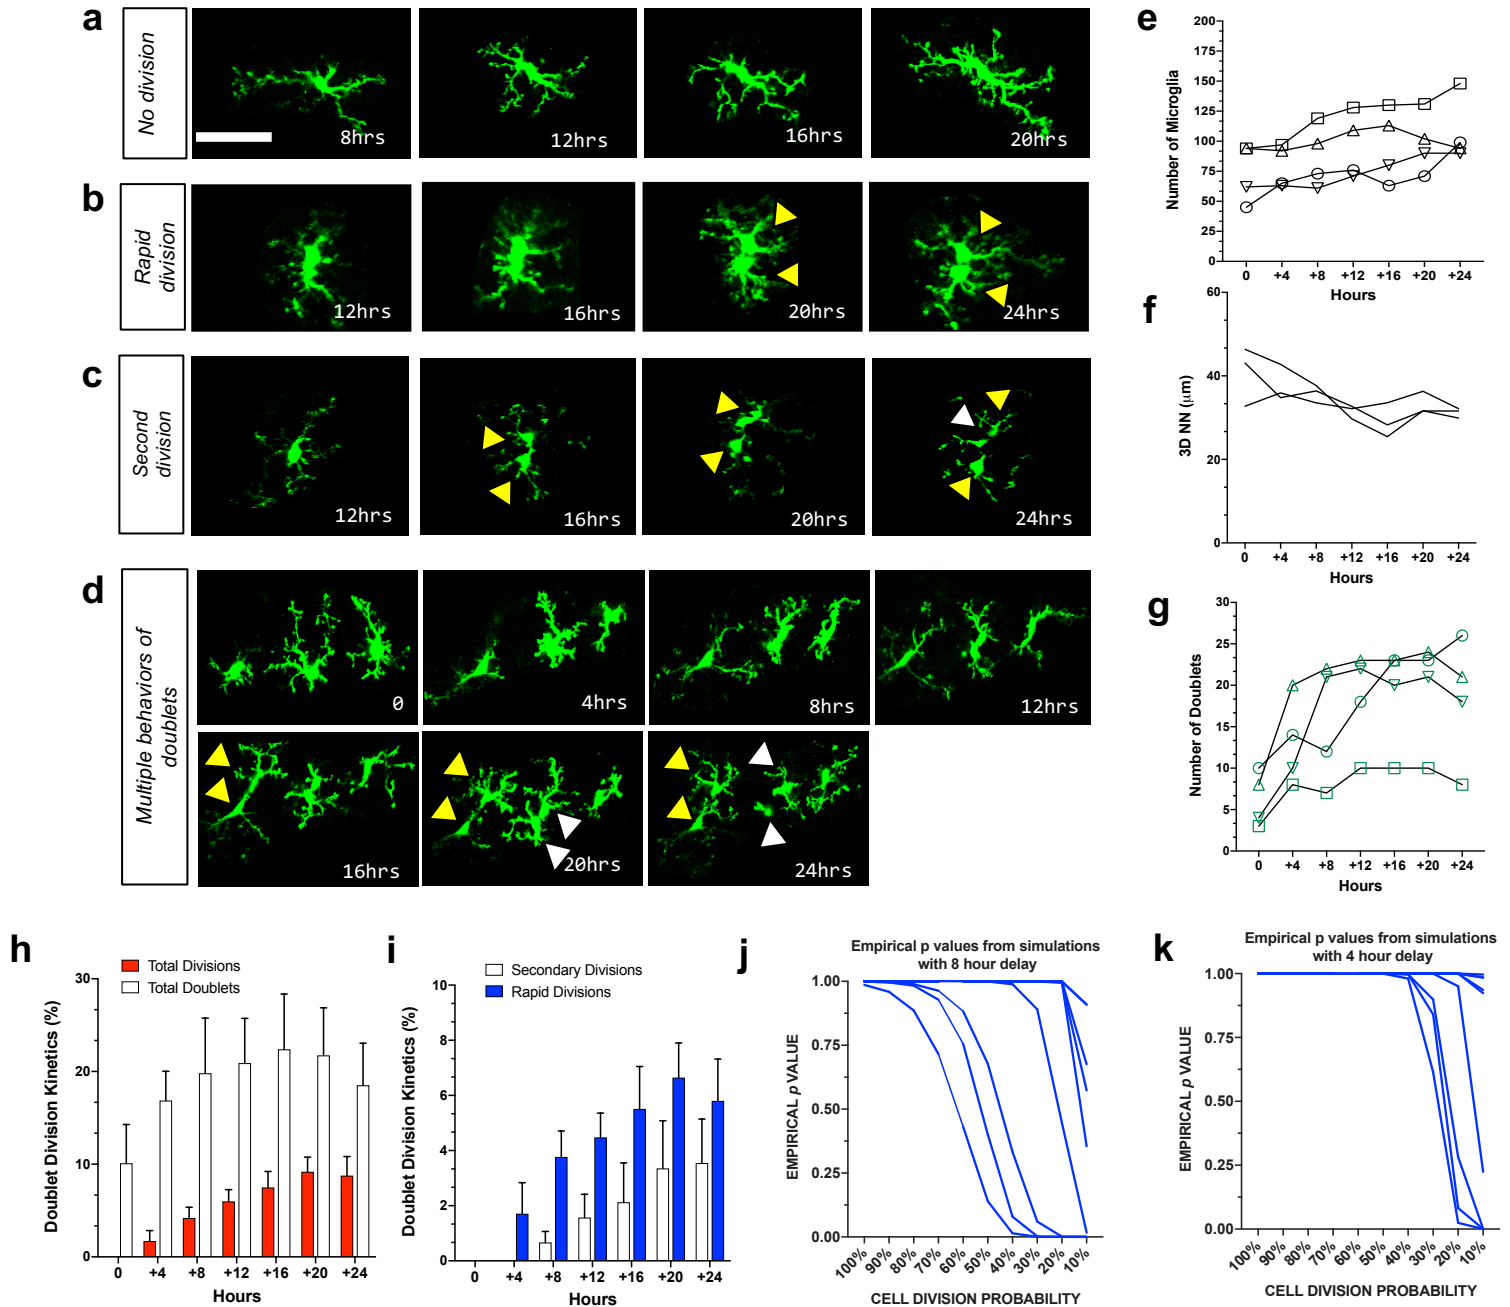 a
No division
8hrs
12hrs
16hrs
20hrs
b
Rapid
division
12hrs
16hrs
20hrs
24hrs
c
Second
division
12hrs
16hrs
20hrs
24hrs
d
Multiple behaviors of
doublets
0
4hrs
8hrs
12hrs
16hrs
20hrs
24hrs
e
Number of Microglia
200
175
150
125
100
75
50
25
0
0 +4 +8 +12 +16 +20 +24
Hours
f
3D NN (μm)
60
40
20
0
0 +4 +8 +12 +16 +20 +24
Hours
g
Number of Doublets
30
25
20
15
10
5
0
0 +4 +8 +12 +16 +20 +24
Hours
h
Total Divisions
Total Doublets
Doublet Division Kinetics (%)
30
20
10
0
0 +4 +8 +12 +16 +20 +24
Hours
i
Secondary Divisions
Rapid Divisions
Doublet Division Kinetics (%)
10
8
6
4
2
0
0 +4 +8 +12 +16 +20 +24
Hours
j
Empirical p values from simulations
with 8 hour delay
EMPIRICAL p VALUE
1.00
0.75
0.50
0.25
0.00
100% 90% 80% 70% 60% 50% 40% 30% 20% 10%
CELL DIVISION PROBABILITY
k
Empirical p values from simulations
with 4 hour delay
EMPIRICAL p VALUE
1.00
0.75
0.50
0.25
0.00
100% 90% 80% 70% 60% 50% 40% 30% 20% 10%
CELL DIVISION PROBABILITY